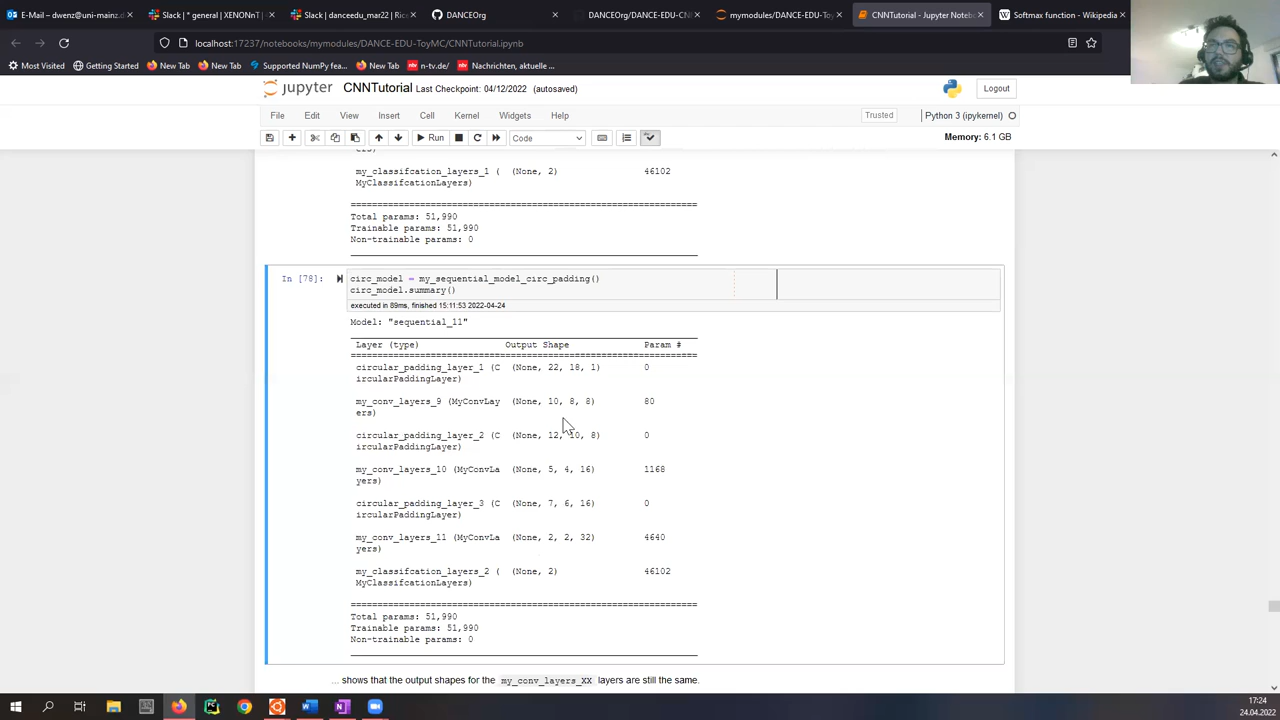 E-Mail – dwenz@uni-mainz.d
Slack | * general | XENONnT |
Slack | danceedu_mar22 | Ric
DANCEOrg
DANCEOrg/DANCE-EDU-CN
mymodules/DANCE-EDU-Toy
CNNTutorial - Jupyter Noteb
Softmax function - Wikipedia
localhost:17237/notebooks/mymodules/DANCE-EDU-ToyMC/CNNTutorial.ipynb
Most Visited Getting Started New Tab New Tab Supported NumPy fea... New Tab n-tv.de/ Nachrichten, aktuelle ...
jupyter CNNTutorial Last Checkpoint: 04/12/2022 (autosaved)
Logout
File Edit View Insert Cell Kernel Widgets Help
Trusted
Python 3 (ipykernel)
Run
Code
Memory: 6.1 GB
my_classifcation_layers_1 ( (None, 2) 46102
MyClassifcationLayers)
=================================================================
Total params: 51,990
Trainable params: 51,990
Non-trainable params: 0
In [78]:
circ_model = my_sequential_model_circ_padding()
circ_model.summary()
executed in 89ms, finished 15:11:53 2022-04-24
Model: "sequential_11"
Layer (type) Output Shape Param #
=================================================================
circular_padding_layer_1 (C (None, 22, 18, 1) 0
ircularPaddingLayer)
my_conv_layers_9 (MyConvLay (None, 10, 8, 8) 80
ers)
circular_padding_layer_2 (C (None, 12, 10, 8) 0
ircularPaddingLayer)
my_conv_layers_10 (MyConvLa (None, 5, 4, 16) 1168
yers)
circular_padding_layer_3 (C (None, 7, 6, 16) 0
ircularPaddingLayer)
my_conv_layers_11 (MyConvLa (None, 2, 2, 32) 4640
yers)
my_classifcation_layers_2 ( (None, 2) 46102
MyClassifcationLayers)
=================================================================
Total params: 51,990
Trainable params: 51,990
Non-trainable params: 0
... shows that the output shapes for the my_conv_layers_XX layers are still the same.
17:24
24.04.2022